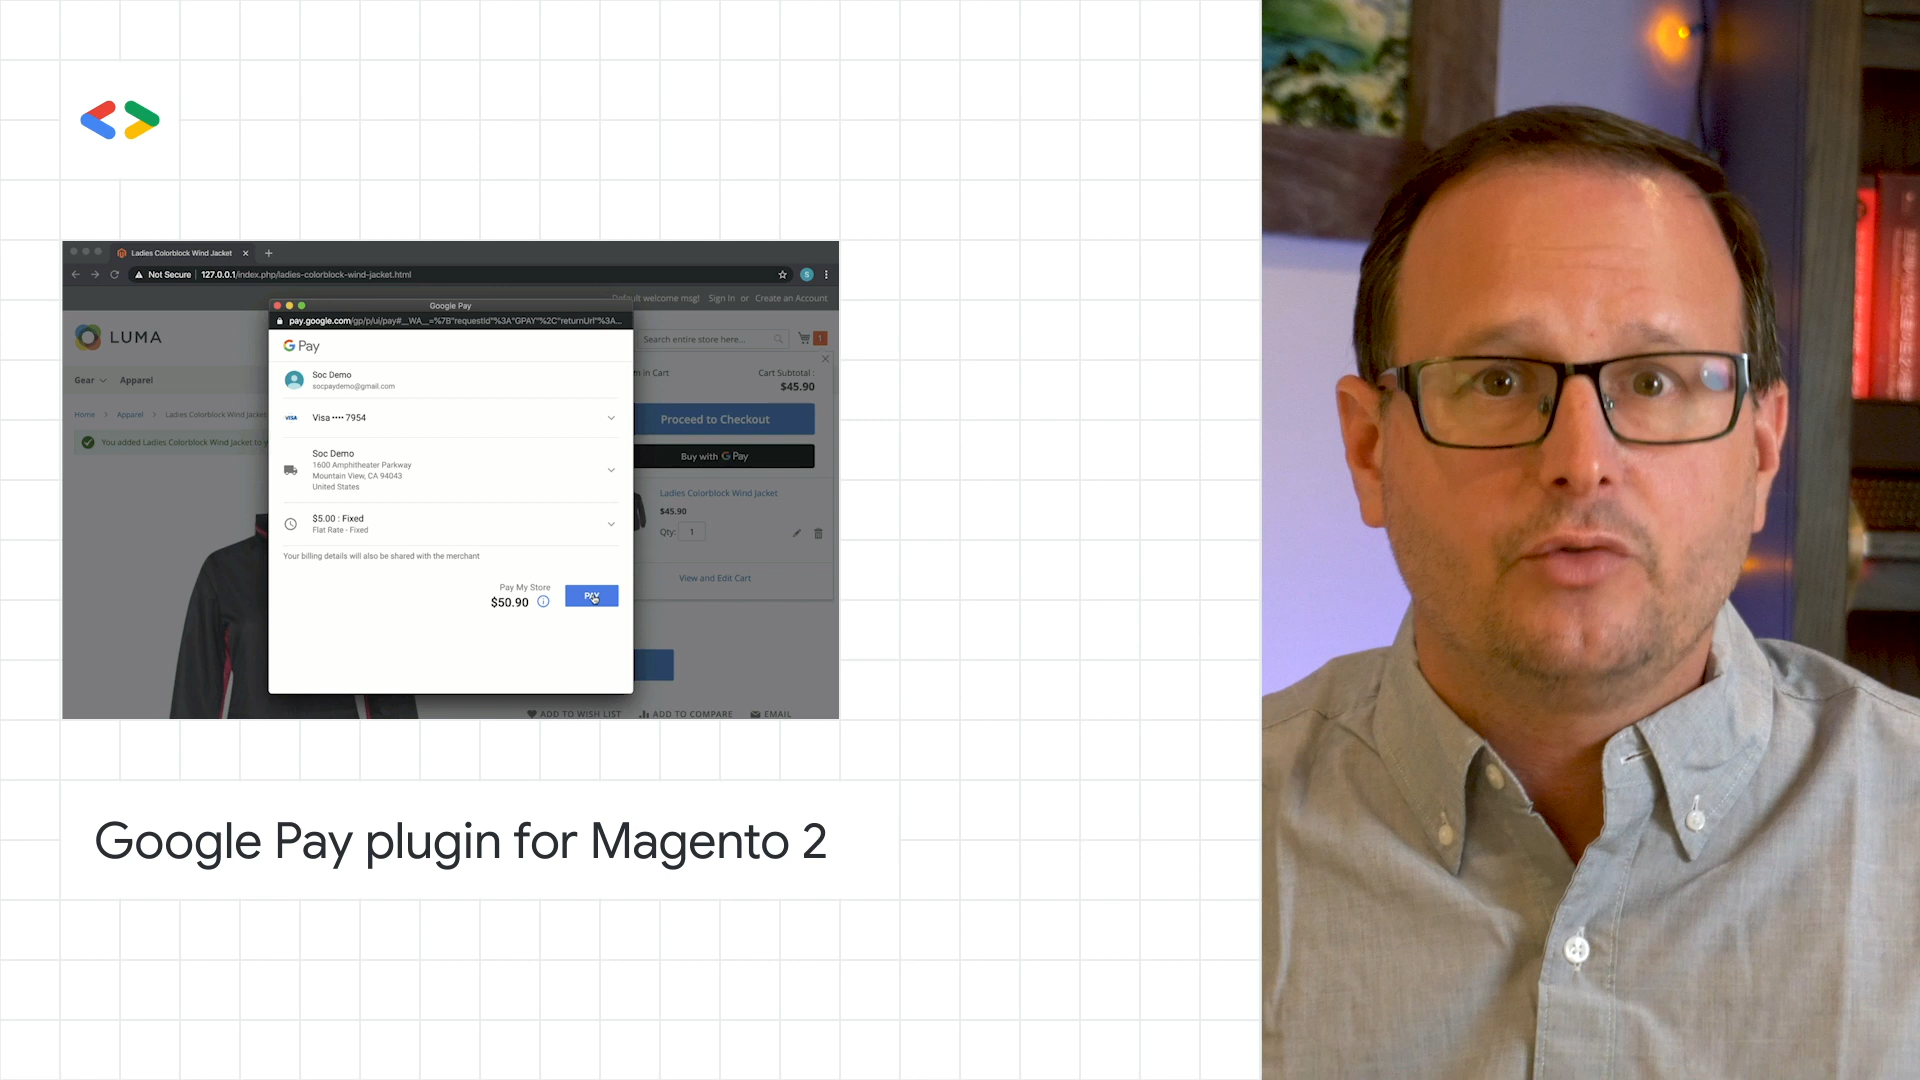 Ladies Colorblock Wind Jacket
Not Secure | 127.0.0.1/index.php/ladies-colorblock-wind-jacket.html
S
Default welcome msg! Sign In or Create an Account
LUMA
Search entire store here...
1
Gear
Apparel
Home > Apparel > Ladies Colorblock Wind Jacket
You added Ladies Colorblock Wind Jacket to
Google Pay
pay.google.com/gp/p/ui/pay#__WA__=%7B"requestId"%3A"GPAY"%2C"returnUrl"%3A...
G Pay
Soc Demo
socpaydemo@gmail.com
VISA
Visa •••• 7954
Soc Demo
1600 Amphitheater Parkway
Mountain View, CA 94043
United States
$5.00 : Fixed
Flat Rate - Fixed
Your billing details will also be shared with the merchant
Pay My Store
$50.90
PAY
in Cart
Cart Subtotal :
$45.90
Proceed to Checkout
Buy with G Pay
Ladies Colorblock Wind Jacket
$45.90
Qty: 1
View and Edit Cart
ADD TO WISH LIST
ADD TO COMPARE
EMAIL
Google Pay plugin for Magento 2